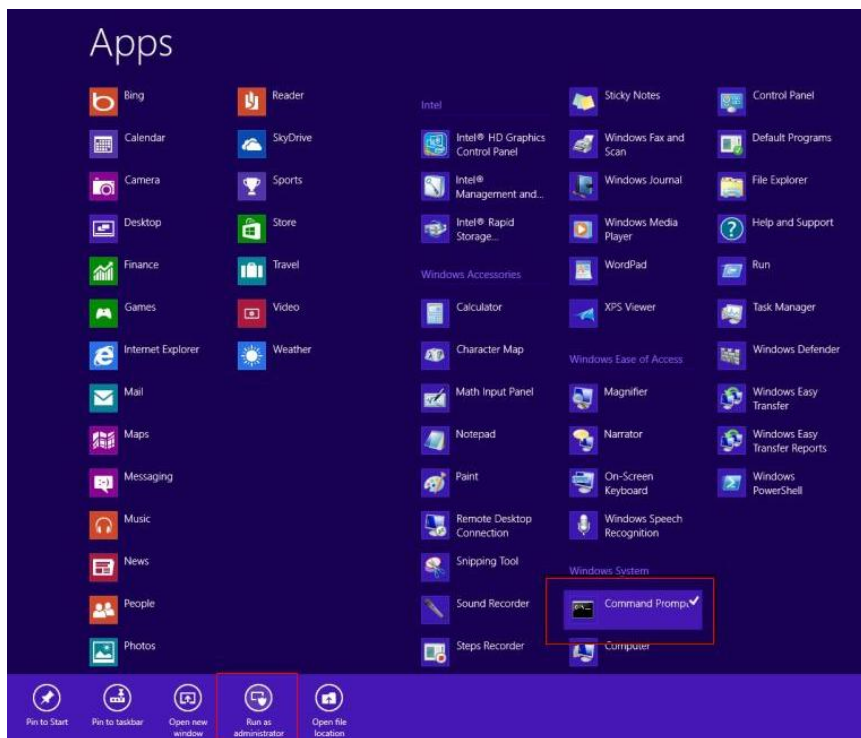 Apps
Bing
Calendar
Camera
Desktop
Finance
Games
Internet Explorer
Mail
Maps
Messaging
Music
News
People
Photos
Reader
SkyDrive
Sports
Store
Travel
Video
Weather
Intel
Intel® HD Graphics
Control Panel
Intel®
Management and...
Intel® Rapid
Storage...
Windows Accessories
Calculator
Character Map
Math Input Panel
Notepad
Paint
Remote Desktop
Connection
Snipping Tool
Sound Recorder
Steps Recorder
Sticky Notes
Windows Fax and
Scan
Windows Journal
Windows Media
Player
WordPad
XPS Viewer
Windows Ease of Access
Magnifier
Narrator
On-Screen
Keyboard
Windows Speech
Recognition
Windows System
Command Prompt
Computer
Control Panel
Default Programs
File Explorer
Help and Support
Run
Task Manager
Windows Defender
Windows Easy
Transfer
Windows Easy
Transfer Reports
Windows
PowerShell
Pin to Start
Pin to taskbar
Open new
window
Run as
administrator
Open file
location